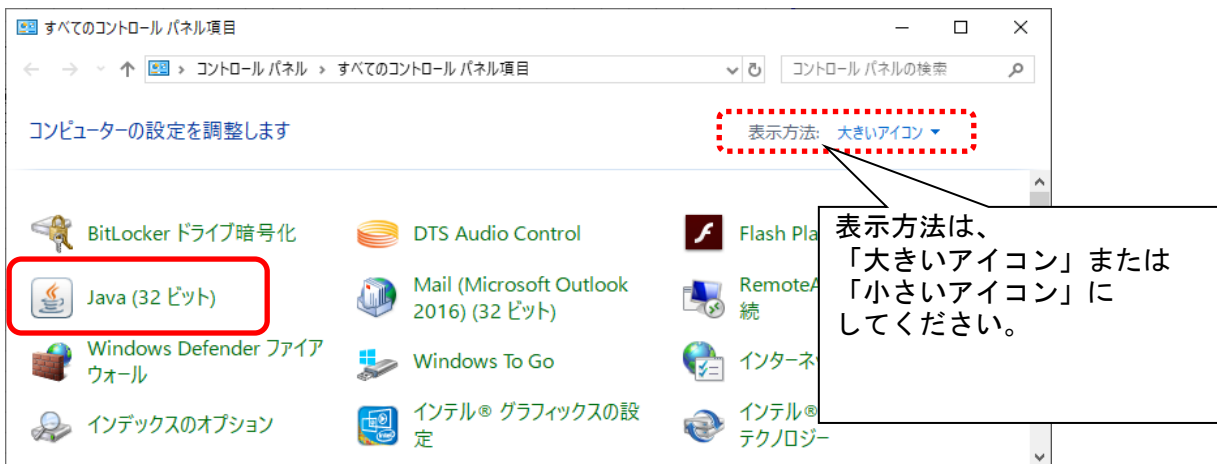 すべてのコントロール パネル項目
コントロール パネル › すべてのコントロール パネル項目
コントロール パネルの検索
コンピューターの設定を調整します
表示方法: 大きいアイコン
BitLocker ドライブ暗号化
DTS Audio Control
Flash Pla
Java (32 ビット)
Mail (Microsoft Outlook
2016) (32 ビット)
RemoteA
続
Windows Defender ファイア
ウォール
Windows To Go
インターネ
インデックスのオプション
インテル® グラフィックスの設
定
インテル®
テクノロジー
表示方法は、
「大きいアイコン」または
「小さいアイコン」に
してください。